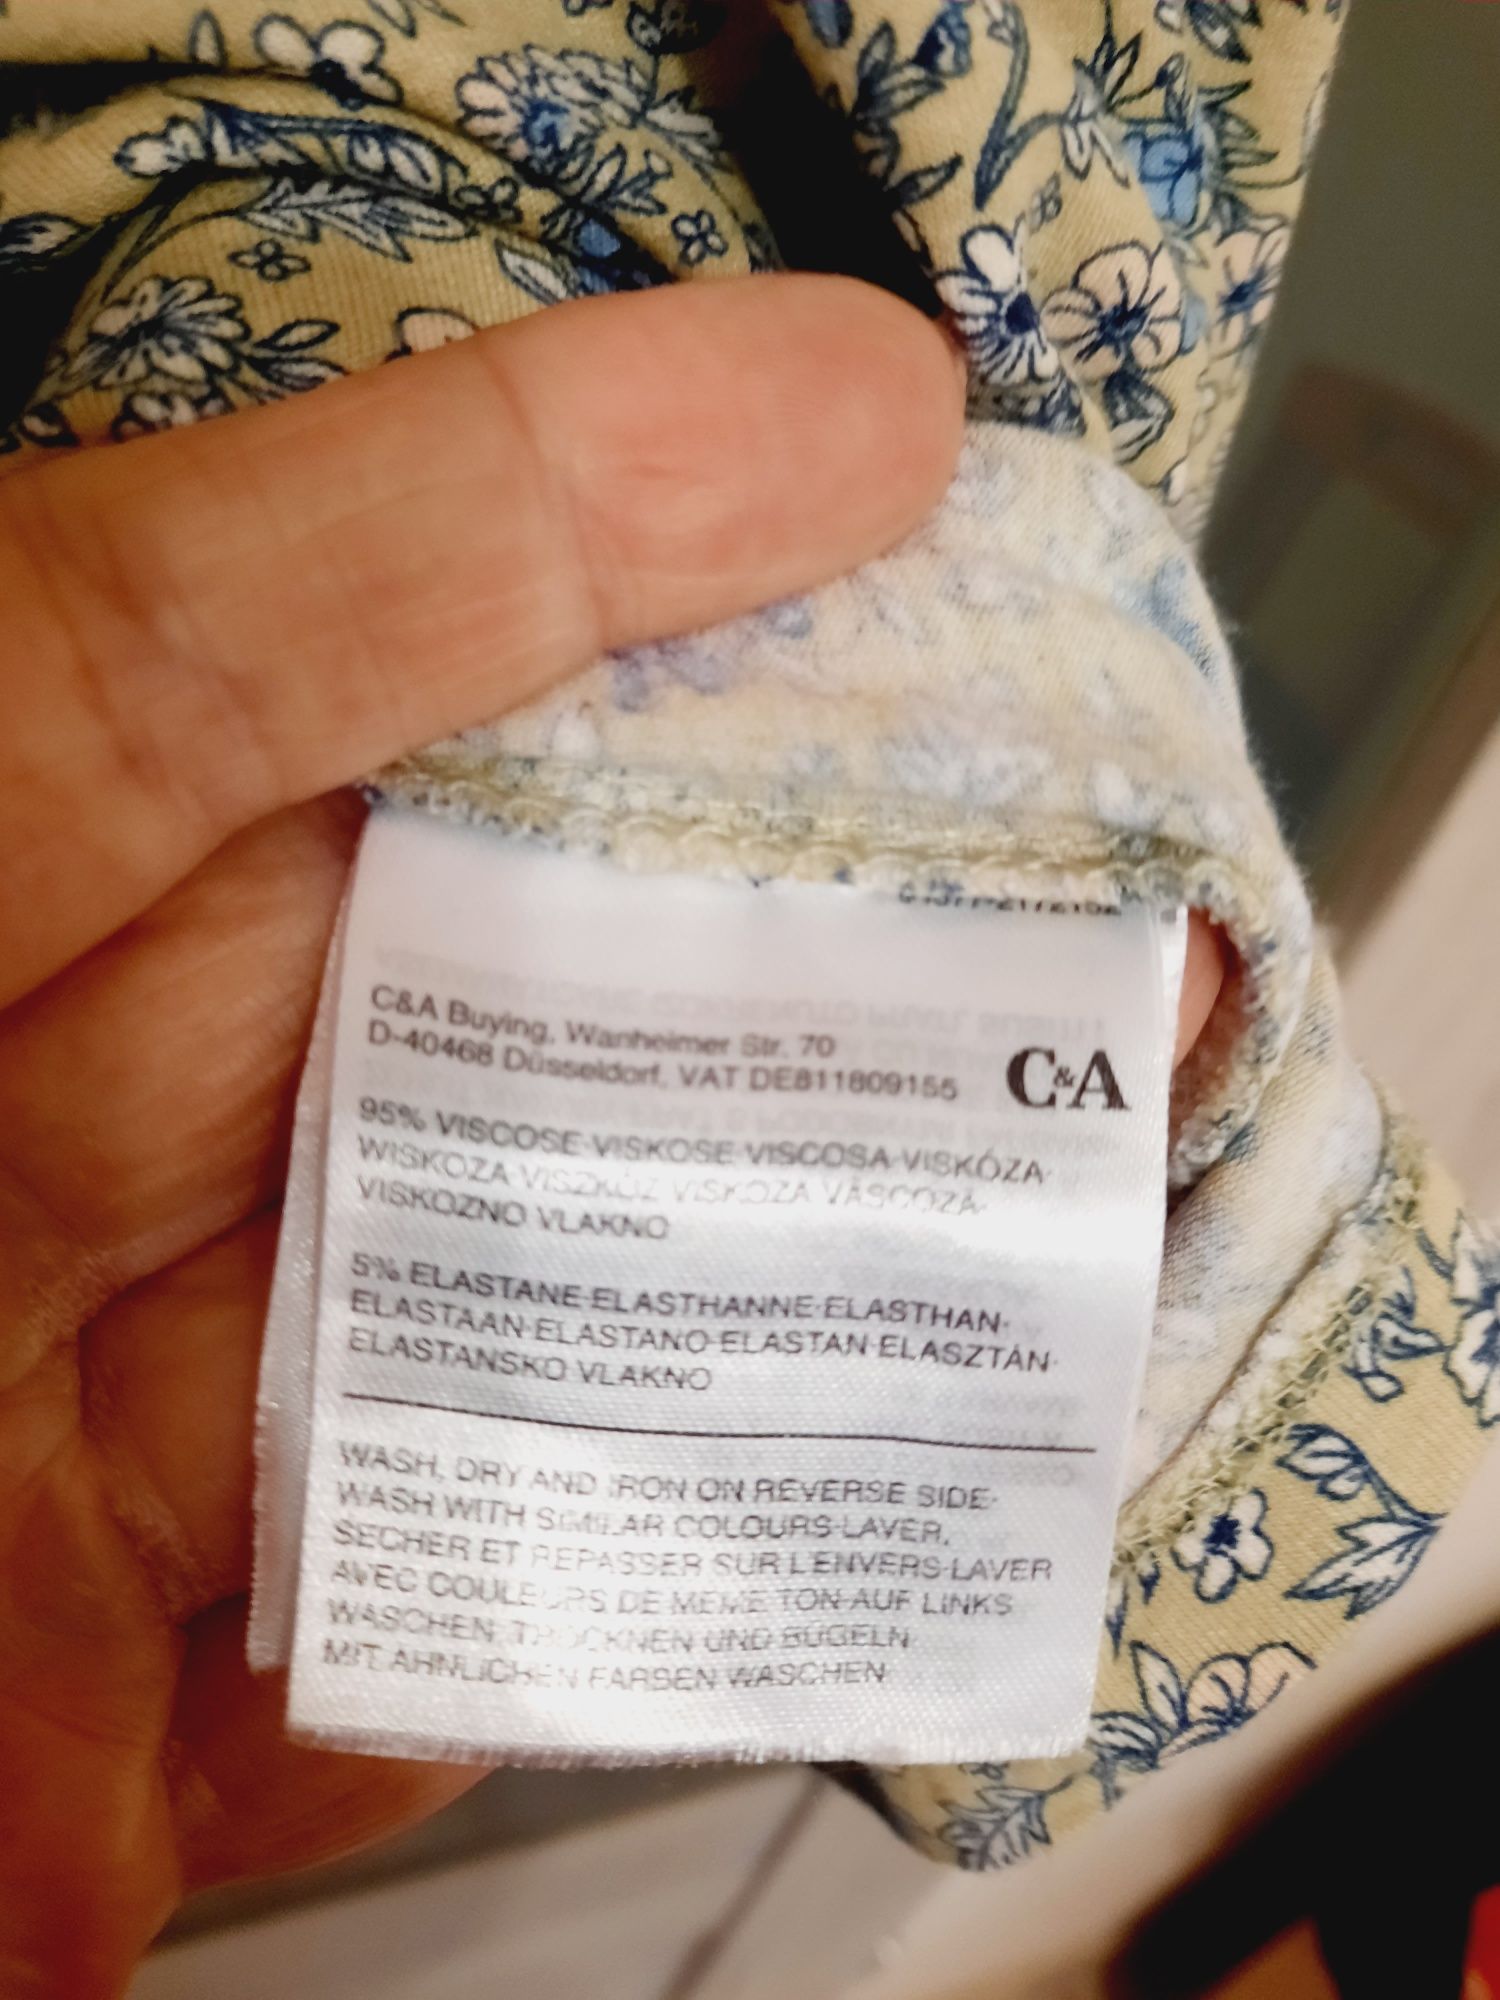 C&A Buying, Wanheimer Str. 70
D-40468 Düsseldorf, VAT DE811809155
C&A
95% VISCOSE·VISKOSE·VISCOSA·VISKÓZA·
WISKOZA·VISZKÓZ·VISKOZA·VÂSCOZA·
VISKOZNO VLAKNO
5% ELASTANE·ELASTHANNE·ELASTHAN·
ELASTAAN·ELASTANO·ELASTAN·ELASZTÁN·
ELASTANSKO VLAKNO
WASH, DRY AND IRON ON REVERSE SIDE·
WASH WITH SIMILAR COLOURS·LAVER,
SECHER ET REPASSER SUR L'ENVERS·LAVER
AVEC COULEURS DE MEME TON·AUF LINKS
WASCHEN, TROCKNEN UND BÜGELN
MIT ÄHNLICHEN FARBEN WASCHEN